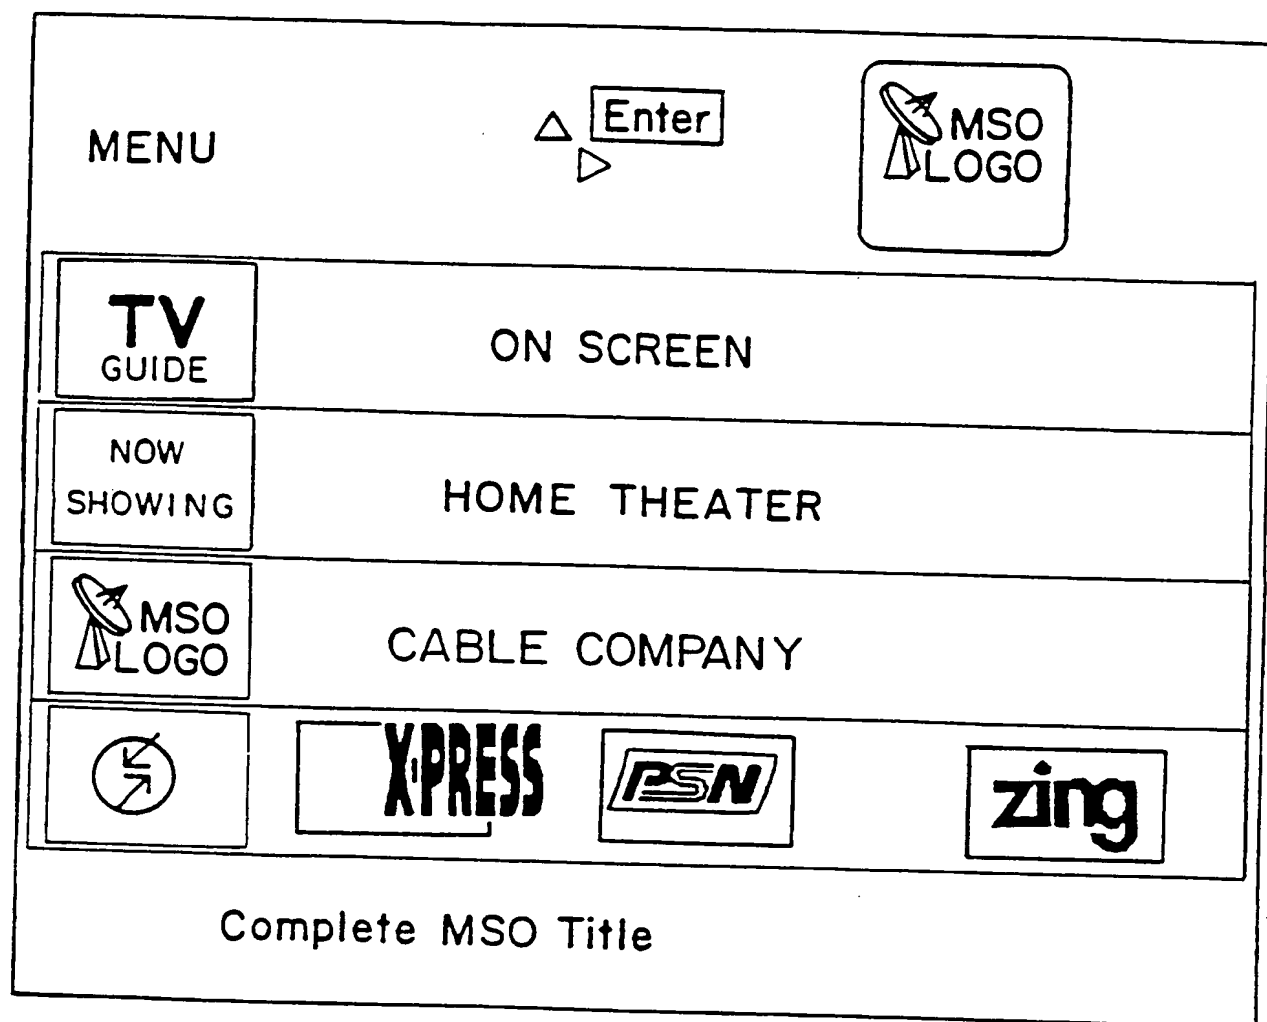 MENU
Enter
MSO
LOGO
TV
GUIDE
ON SCREEN
NOW
SHOWING
HOME THEATER
MSO
LOGO
CABLE COMPANY
X•PRESS
PSN
zing
Complete MSO Title